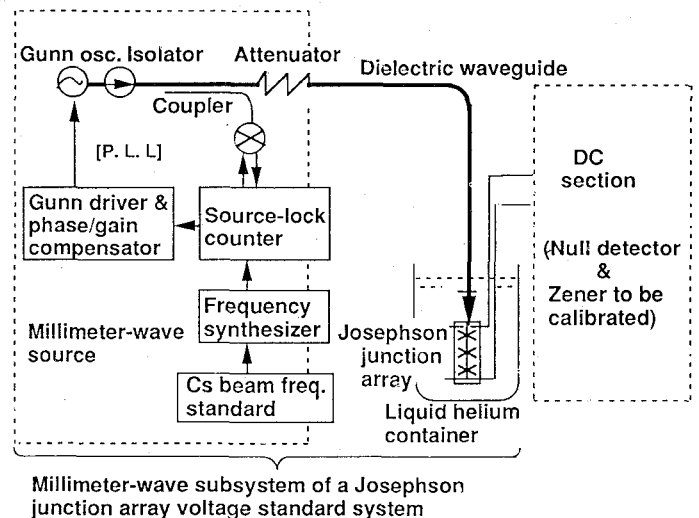 Gunn osc. Isolator
Attenuator
Dielectric waveguide
Coupler
[P. L. L]
Gunn driver &
phase/gain
compensator
Source-lock
counter
Frequency
synthesizer
Cs beam freq.
standard
Millimeter-wave
source
Josephson
junction
array
Liquid helium
container
DC
section
(Null detector
&
Zener to be
calibrated)
Millimeter-wave subsystem of a Josephson
junction array voltage standard system